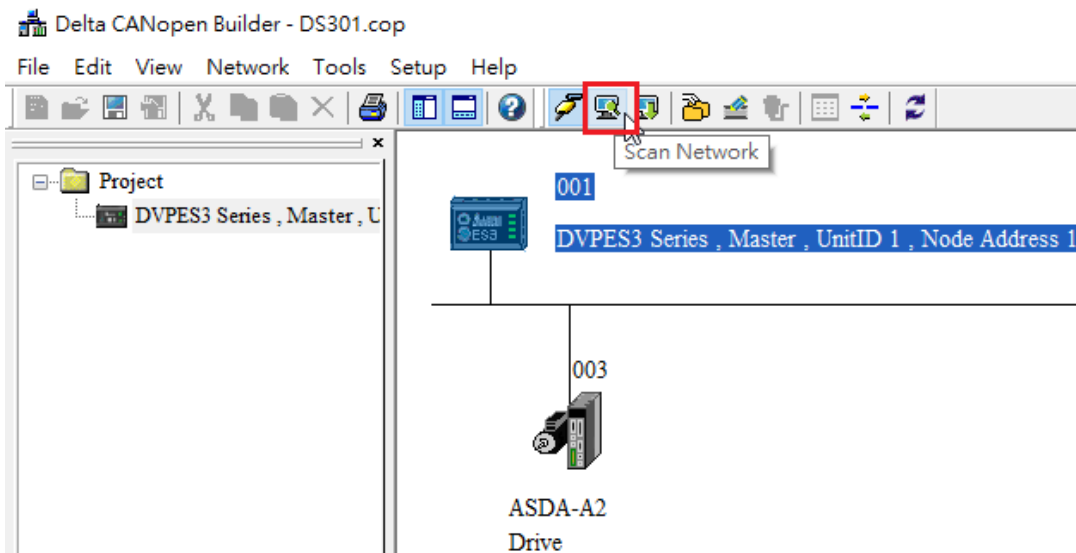 Delta CANopen Builder - DS301.cop
File Edit View Network Tools Setup Help
Scan Network
Project
DVPES3 Series , Master , U
001
DVPES3 Series , Master , UnitID 1 , Node Address 1
ES3
003
ASDA-A2
Drive